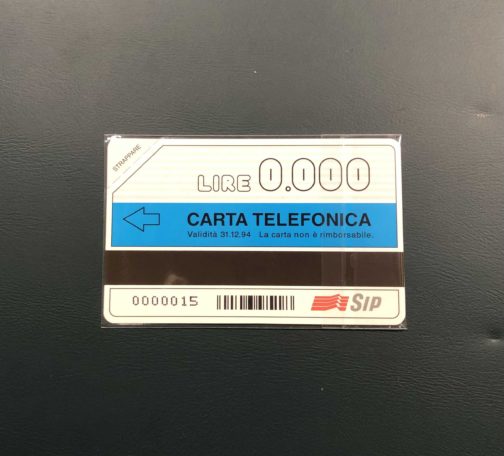 STRAPPARE
LIRE 0.000
CARTA TELEFONICA
Validità 31.12.94 La carta non è rimborsabile.
0000015
SIP